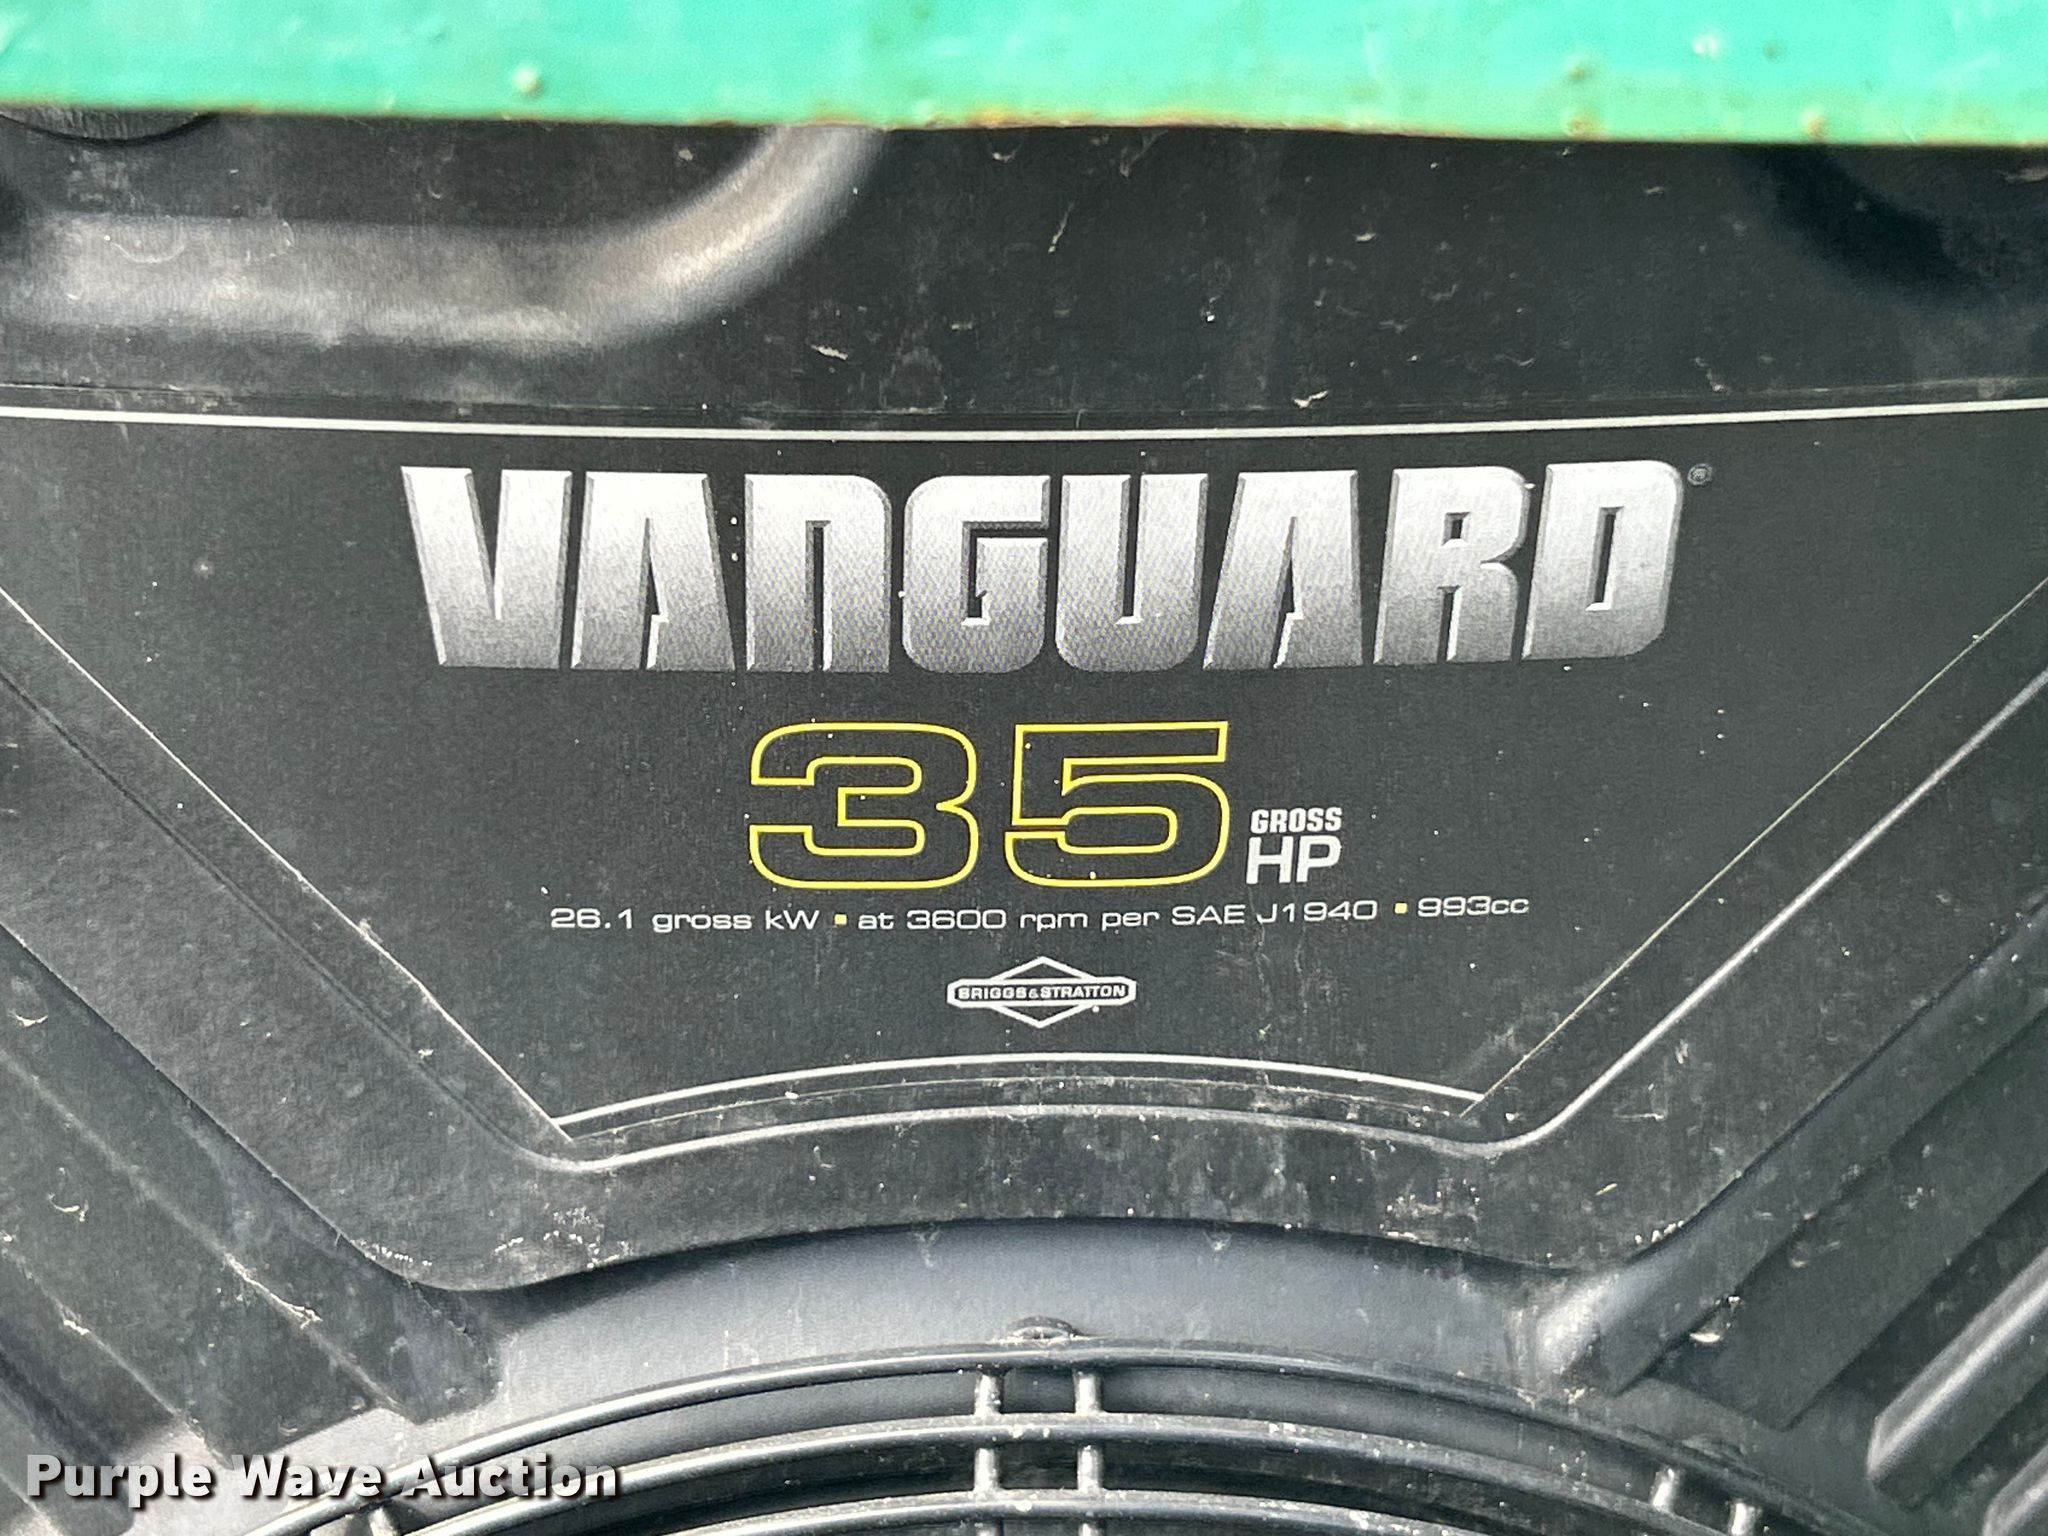 VANGUARD®
35 GROSS HP
26.1 gross kW ▪ at 3600 rpm per SAE J1940 ▪ 993cc
BRIGGS&STRATTON
Purple Wave Auction